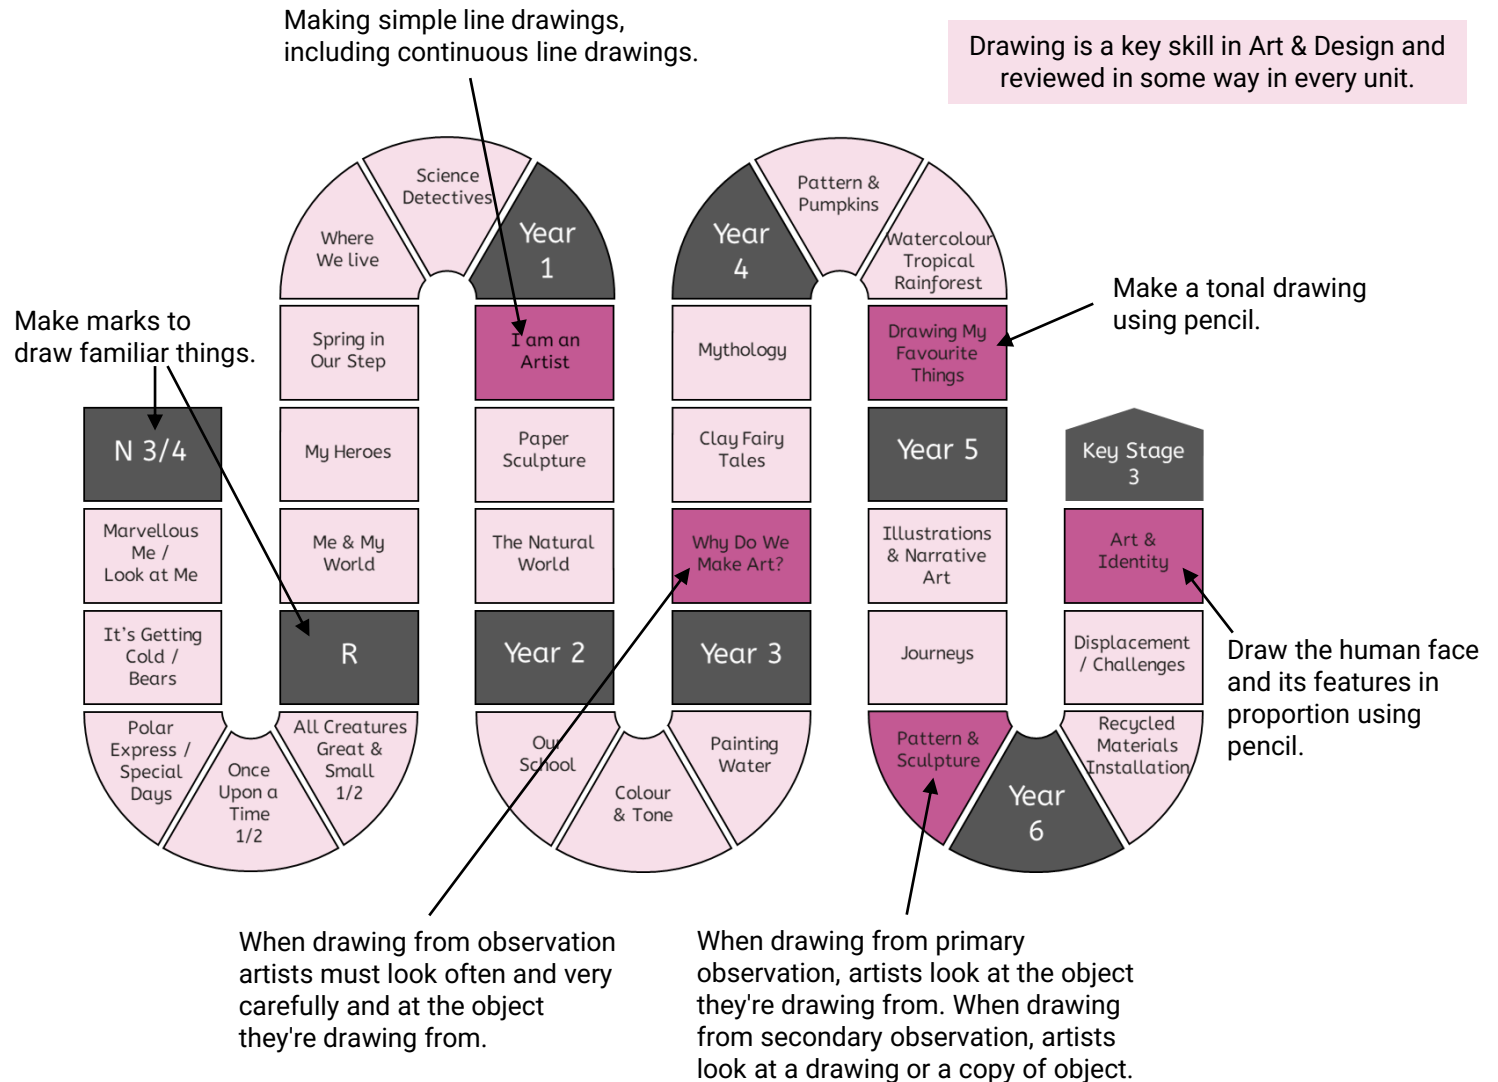 Making simple line drawings,
including continuous line drawings.
Drawing is a key skill in Art & Design and
reviewed in some way in every unit.
Make marks to
draw familiar things.
N 3/4
Marvellous
Me /
Look at Me
It's Getting
Cold /
Bears
Polar
Express /
Special
Days
Once
Upon a
Time
1/2
All Creatures
Great &
Small
1/2
R
Me & My
World
My Heroes
Spring in
Our Step
Where
We live
Science
Detectives
Year
1
I am an
Artist
Paper
Sculpture
The Natural
World
Year 2
Our
School
Colour
& Tone
Painting
Water
Year 3
Why Do We
Make Art?
Clay Fairy
Tales
Mythology
Year
4
Pattern &
Pumpkins
Watercolour
Tropical
Rainforest
Drawing My
Favourite
Things
Year 5
Illustrations
& Narrative
Art
Journeys
Pattern &
Sculpture
Year
6
Recycled
Materials
Installation
Displacement
/ Challenges
Art &
Identity
Key Stage
3
Make a tonal drawing
using pencil.
Draw the human face
and its features in
proportion using
pencil.
When drawing from observation
artists must look often and very
carefully and at the object
they're drawing from.
When drawing from primary
observation, artists look at the object
they're drawing from. When drawing
from secondary observation, artists
look at a drawing or a copy of object.